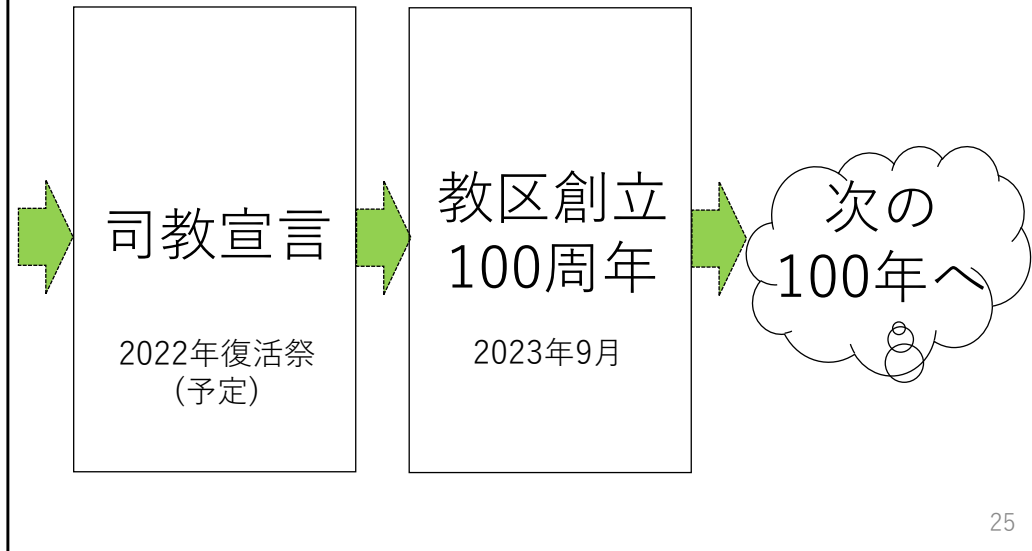 司教宣言
2022年復活祭
(予定)
教区創立
100周年
2023年9月
次の
100年へ
25